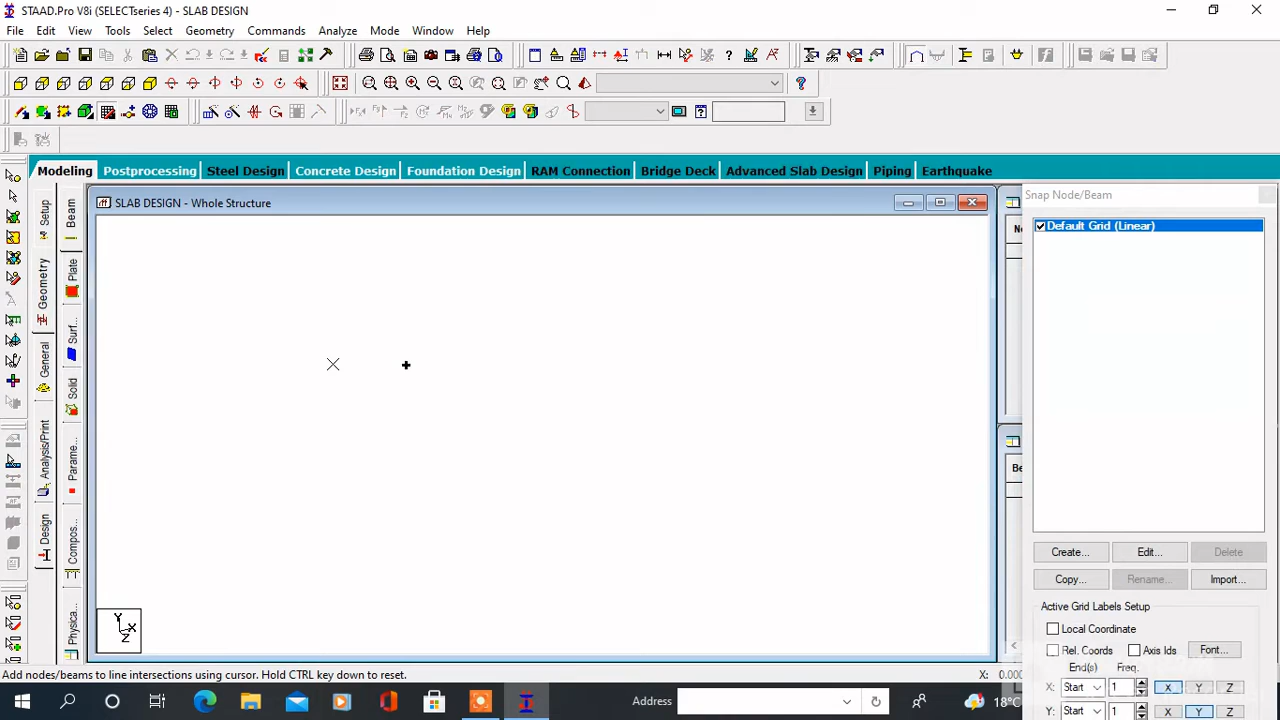 STAAD.Pro V8i (SELECTseries 4) - SLAB DESIGN
File Edit View Tools Select Geometry Commands Analyze Mode Window Help
Modeling Postprocessing Steel Design Concrete Design Foundation Design RAM Connection Bridge Deck Advanced Slab Design Piping Earthquake
Setup
Geometry
General
Analysis/Print
Design
Beam
Plate
Surf...
Solid
Parame...
Compos...
Physica...
SLAB DESIGN - Whole Structure
Y
X
Z
No
Be
Snap Node/Beam
Default Grid (Linear)
Create... Edit... Delete
Copy... Rename... Import...
Active Grid Labels Setup
Local Coordinate
Rel. Coords Axis Ids Font...
End(s) Freq.
X: Start 1 X Y Z
Y: Start 1 X Y Z
Add nodes/beams to line intersections using cursor. Hold CTRL key down to reset. X: 0.000
Address 18°C